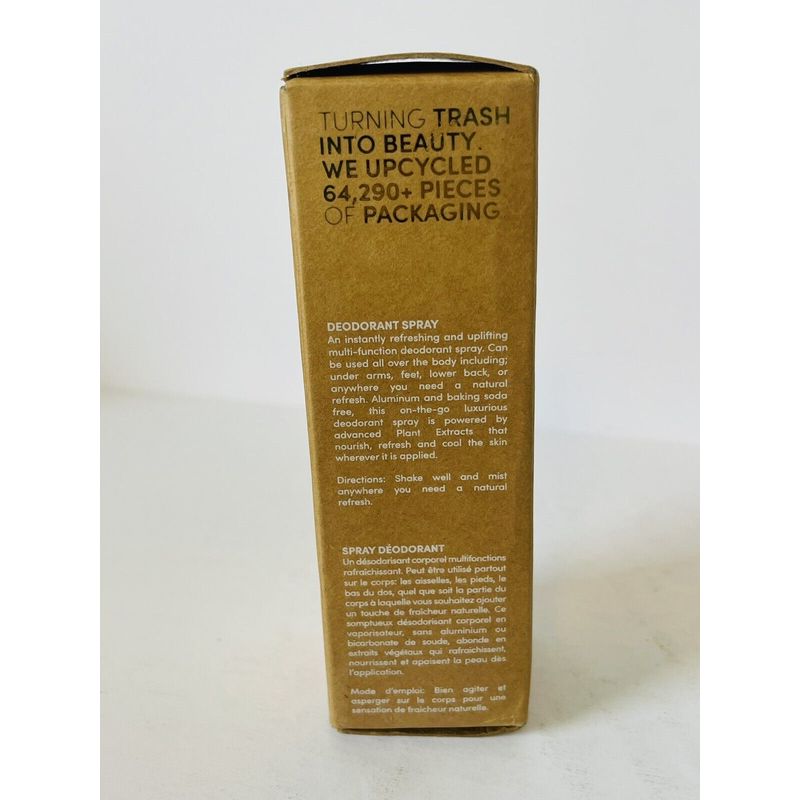 TURNING TRASH
INTO BEAUTY.
WE UPCYCLED
64,290+ PIECES
OF PACKAGING
DEODORANT SPRAY
An instantly refreshing and uplifting
multi-function deodorant spray. Can
be used all over the body including;
under arms, feet, lower back, or
anywhere you need a natural
refresh. Aluminum and baking soda
free, this on-the-go luxurious
deodorant spray is powered by
advanced Plant Extracts that
nourish, refresh and cool the skin
wherever it is applied.
Directions: Shake well and mist
anywhere you need a natural
refresh.
SPRAY DÉODORANT
Un désodorisant corporel multifonctions
rafraîchissant. Peut être utilisé partout
sur le corps: les aisselles, les pieds, le
bas du dos, quel que soit la partie du
corps à laquelle vous souhaitez ajouter
un touche de fraîcheur naturelle. Ce
somptueux désodorisant corporel en
vaporisateur, sans aluminium ou
bicarbonate de soude, abonde en
extraits végétaux qui rafraichissent,
nourrissent et apaisent la peau dès
l'application.
Mode d'emploi: Bien agiter et
asperger sur le corps pour une
sensation de fraicheur naturelle.